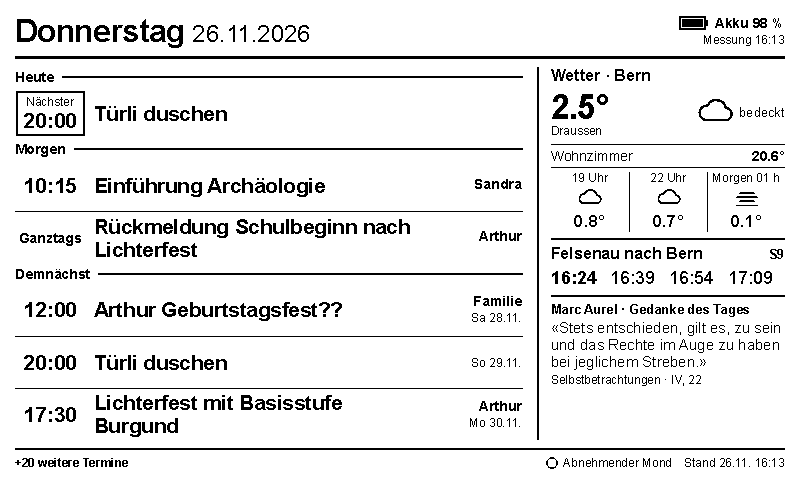 Donnerstag 26.11.2026
Akku 98 %
Messung 16:13
Heute
Nächster
20:00 Türli duschen
Morgen
10:15 Einführung Archäologie Sandra
Ganztags Rückmeldung Schulbeginn nach
Lichterfest
Arthur
Demnächst
12:00 Arthur Geburtstagsfest??
Familie
Sa 28.11.
20:00 Türli duschen So 29.11.
17:30 Lichterfest mit Basisstufe
Burgund
Arthur
Mo 30.11.
Wetter · Bern
2.5° bedeckt
Draussen
Wohnzimmer 20.6°
19 Uhr 22 Uhr Morgen 01 h
0.8° 0.7° 0.1°
Felsenau nach Bern S9
16:24 16:39 16:54 17:09
Marc Aurel · Gedanke des Tages
«Stets entschieden, gilt es, zu sein
und das Rechte im Auge zu haben
bei jeglichem Streben.»
Selbstbetrachtungen · IV, 22
+20 weitere Termine
Abnehmender Mond Stand 26.11. 16:13